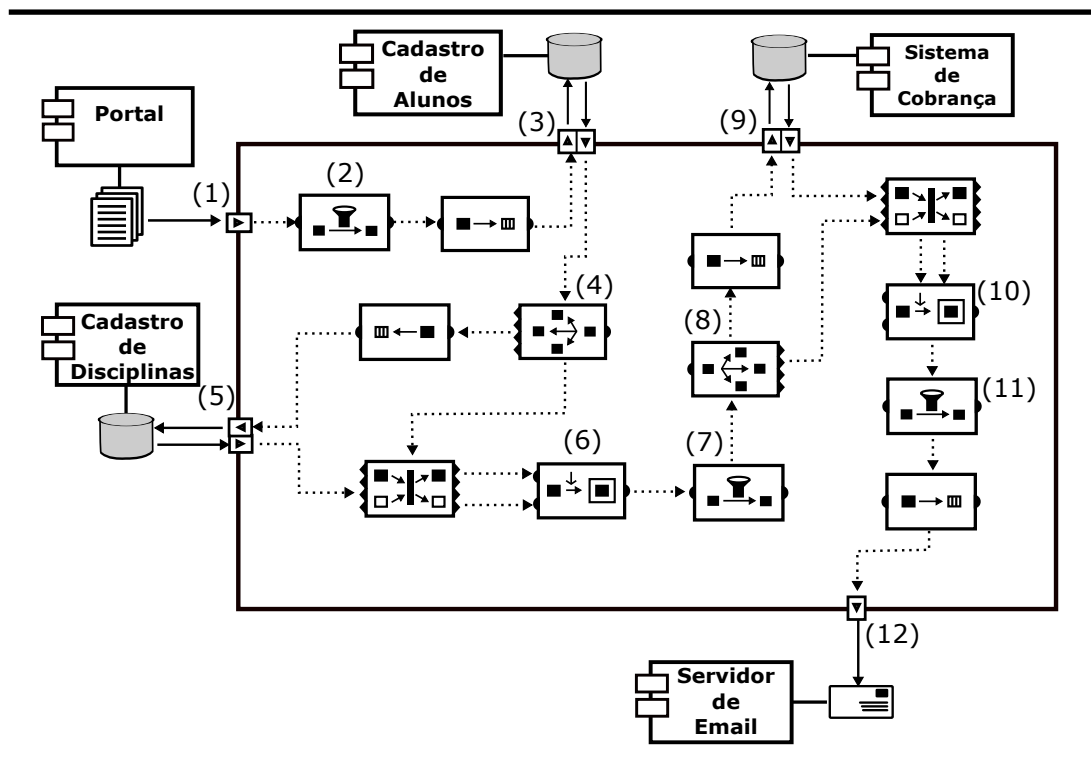 Cadastro
de
Alunos
Sistema
de
Cobrança
Portal
(1)
(2)
(3)
(9)
(4)
(10)
(8)
Cadastro
de
Disciplinas
(5)
(6)
(7)
(11)
(12)
Servidor
de
Email